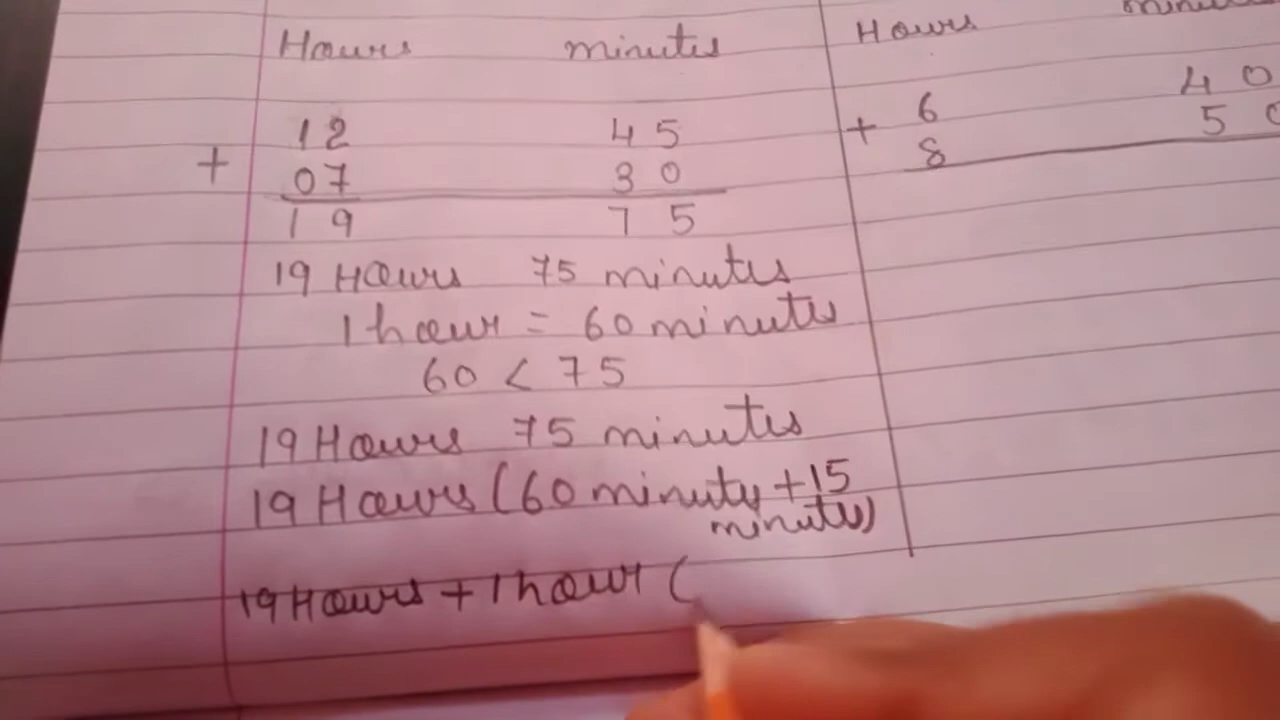 Hours minutes
12 45
+ 07 30
19 75
19 Hours 75 minutes
1 hour = 60 minutes
60 < 75
19 Hours 75 minutes
19 Hours (60 minutes + 15
minutes)
19 Hours + 1 hour (
Hours
6 40
+ 8 50